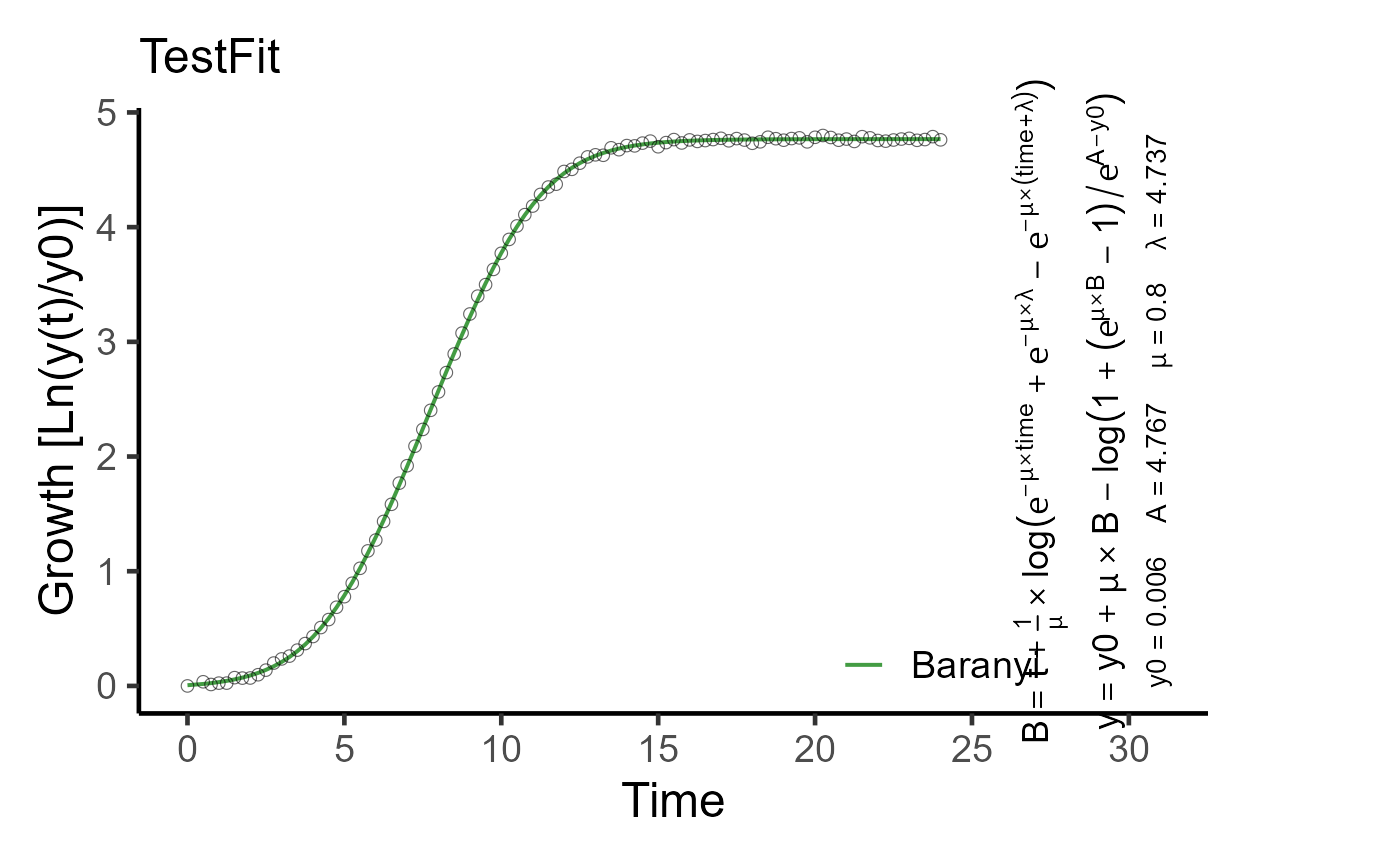 TestFit
Growth [Ln(y(t)/y0)]
5
4
3
2
1
0
0 5 10 15 20 25 30
Time
Baranyi
B = t + 1/μ × log(e^−μ×time + e^−μ×λ − e^−μ×(time+λ))
y = y0 + μ × B − log(1 + (e^μ×B − 1)/e^A−y0)
y0 = 0.006 A = 4.767 μ = 0.8 λ = 4.737